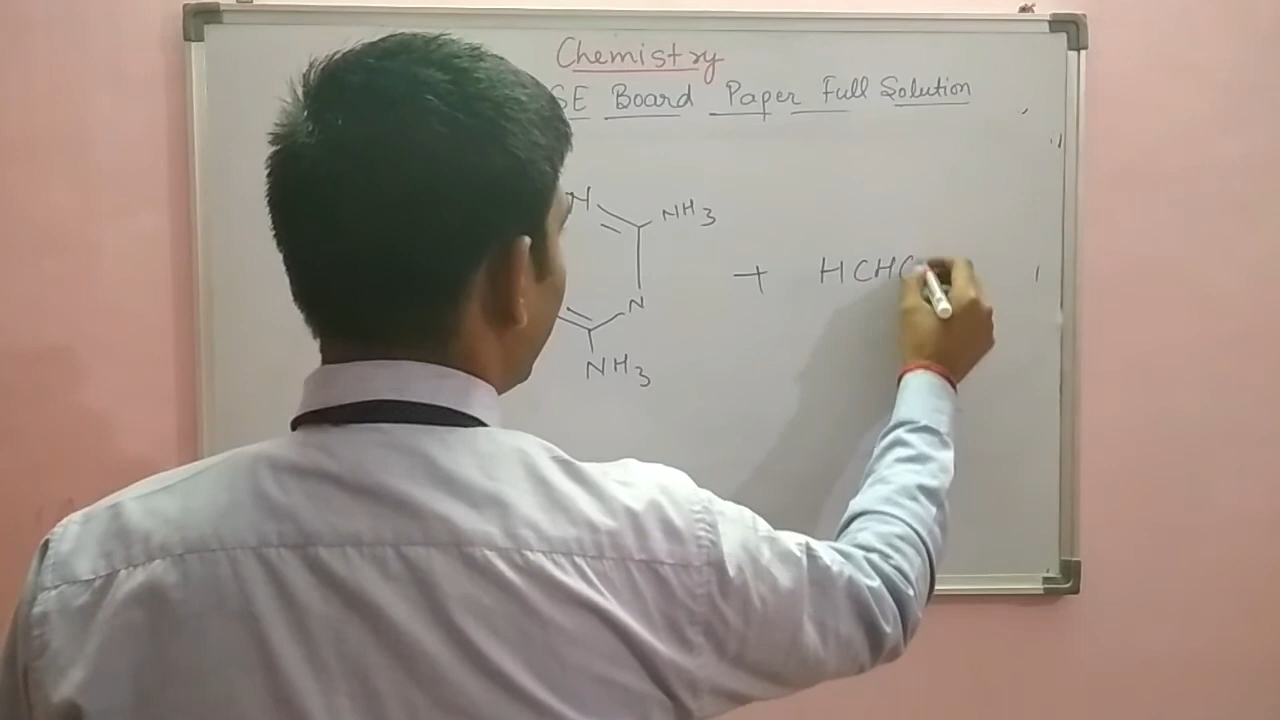 Chemistry
SE Board Paper Full Solution
N
NH3
+ HCHO
N
NH3